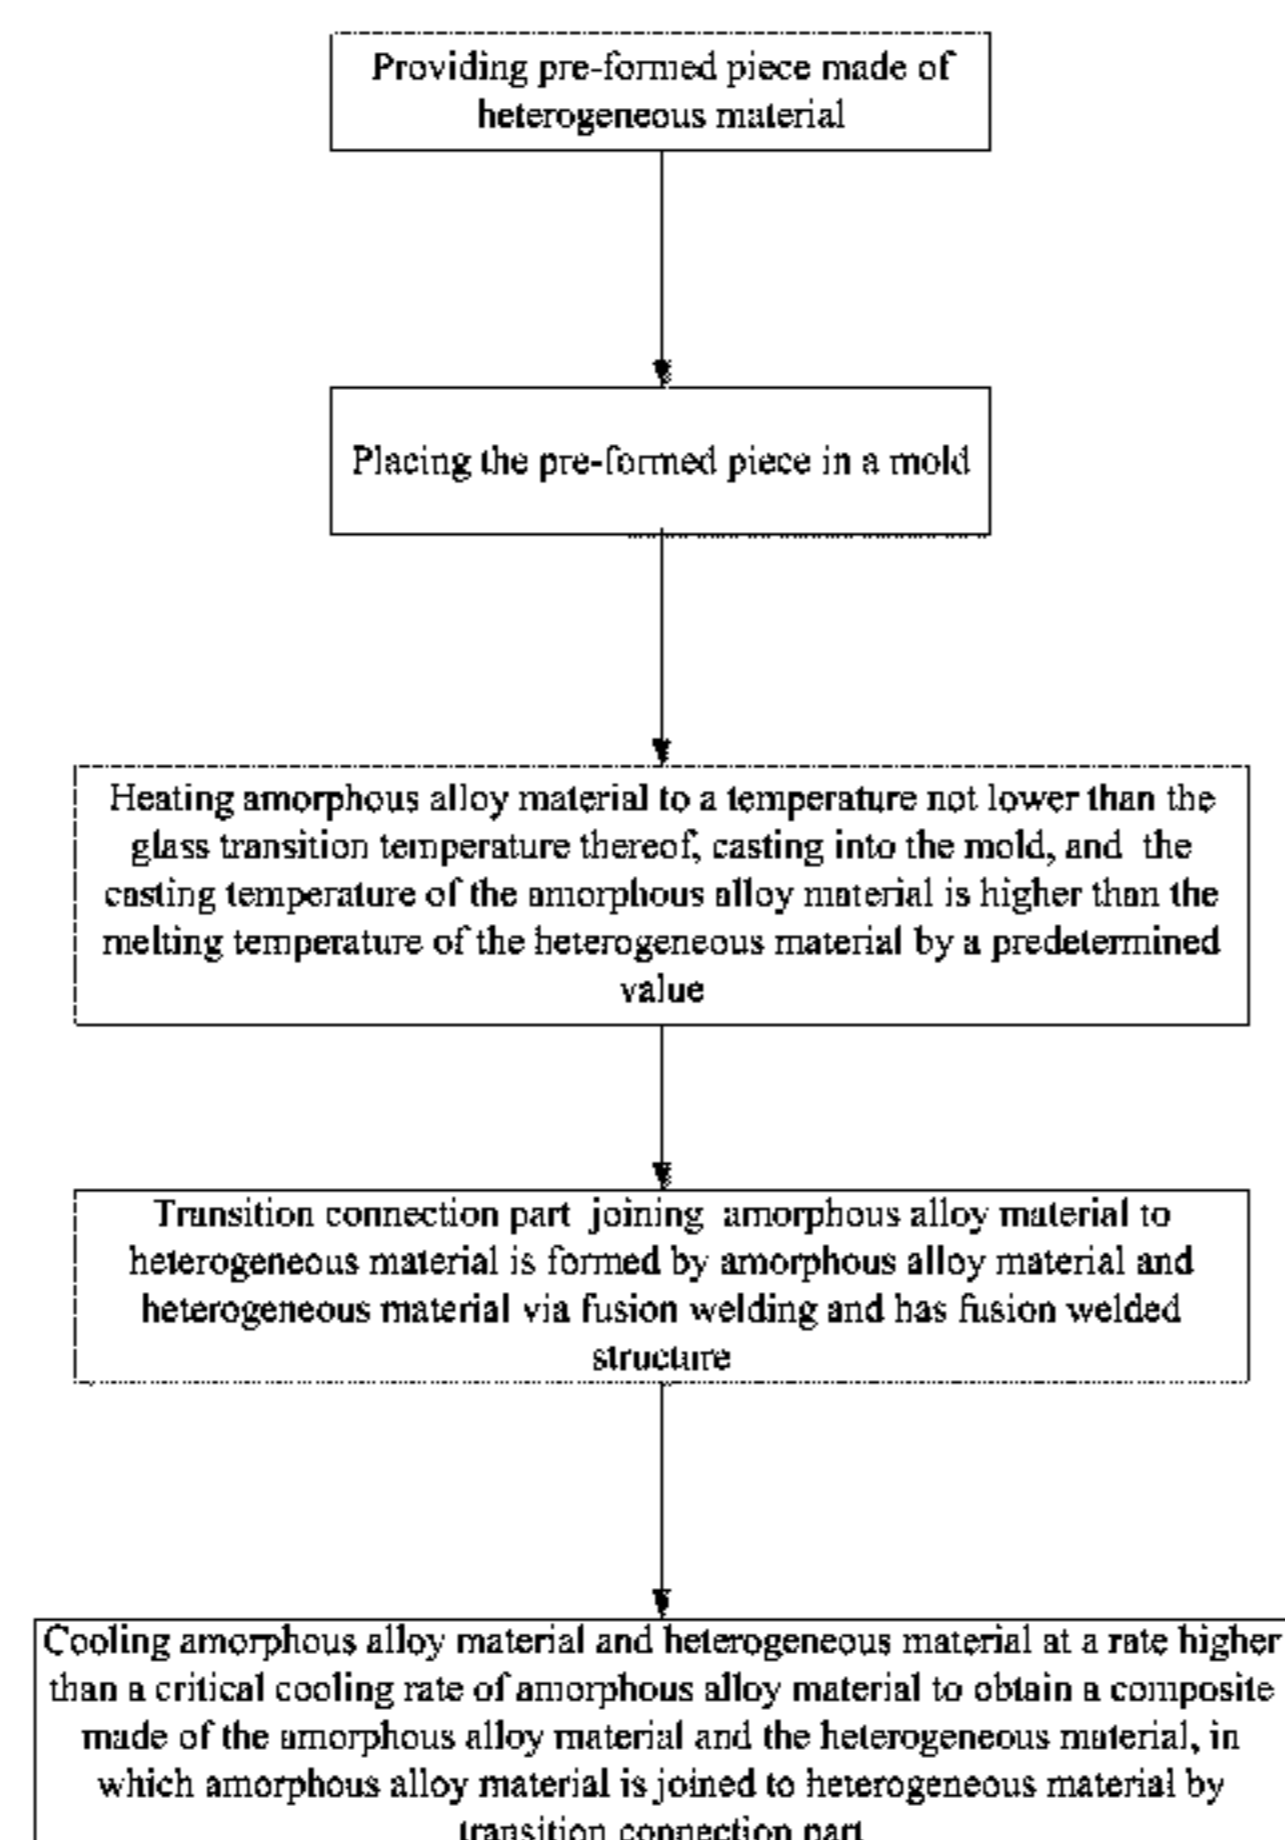 Providing pre-formed piece made of
heterogeneous material
Placing the pre-formed piece in a mold
Heating amorphous alloy material to a temperature not lower than the
glass transition temperature thereof, casting into the mold, and the
casting temperature of the amorphous alloy material is higher than the
melting temperature of the heterogeneous material by a predetermined
value
Transition connection part joining amorphous alloy material to
heterogeneous material is formed by amorphous alloy material and
heterogeneous material via fusion welding and has fusion welded
structure
Cooling amorphous alloy material and heterogeneous material at a rate higher
than a critical cooling rate of amorphous alloy material to obtain a composite
made of the amorphous alloy material and the heterogeneous material, in
which amorphous alloy material is joined to heterogeneous material by
transition connection part